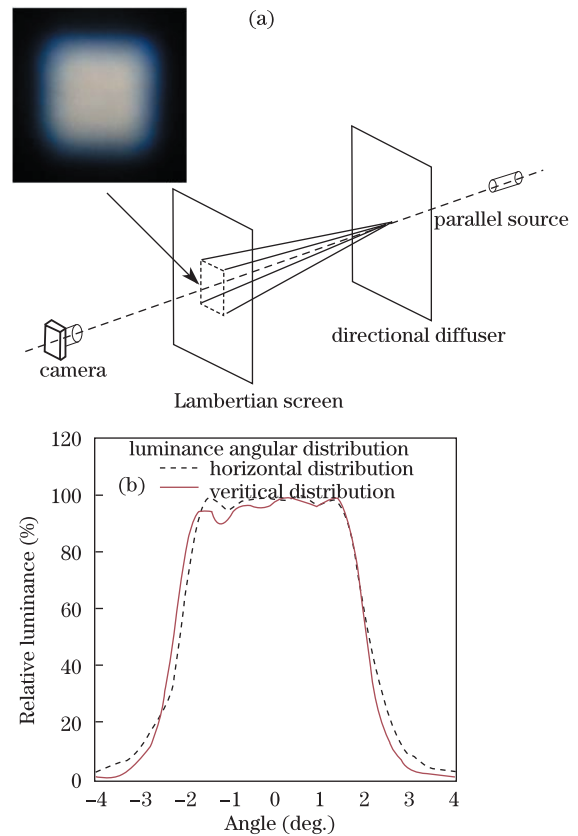 (a)
parallel source
directional diffuser
camera
Lambertian screen
120
luminance angular distribution
horizontal distribution
(b)
veritical distribution
100
80
60
40
20
0
Relative luminance (%)
−4 −3 −2 −1 0 1 2 3 4
Angle (deg.)